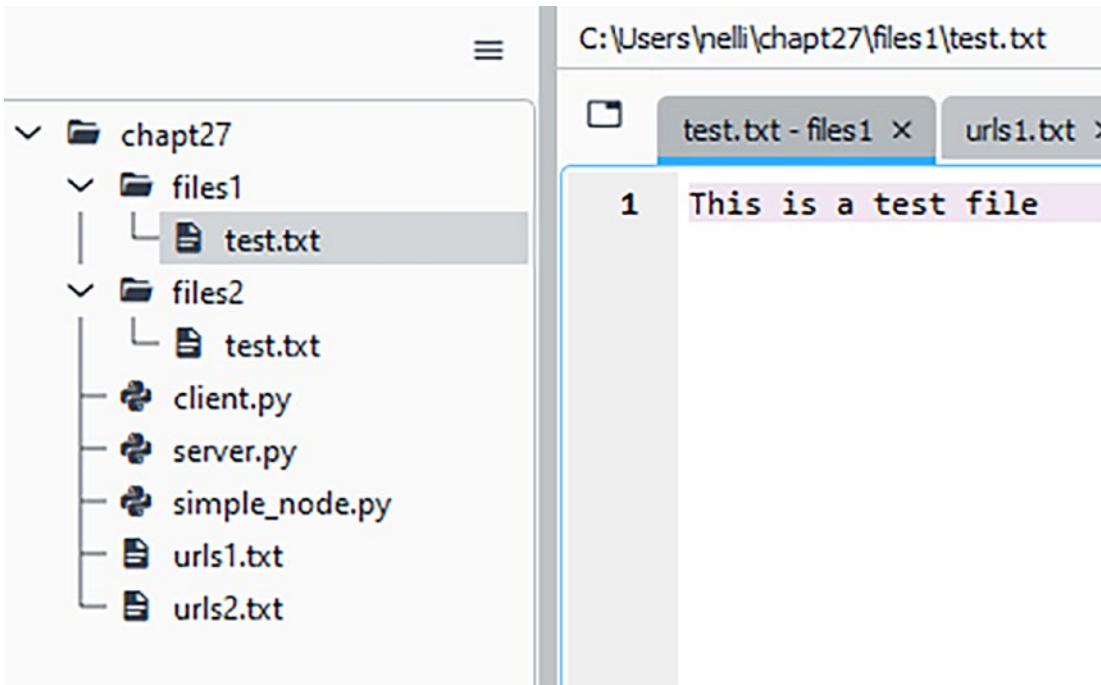 C:\Users\nelli\chapt27\files1\test.txt
chapt27
files1
test.txt
files2
test.txt
client.py
server.py
simple_node.py
urls1.txt
urls2.txt
test.txt - files1
urls1.txt
1 This is a test file